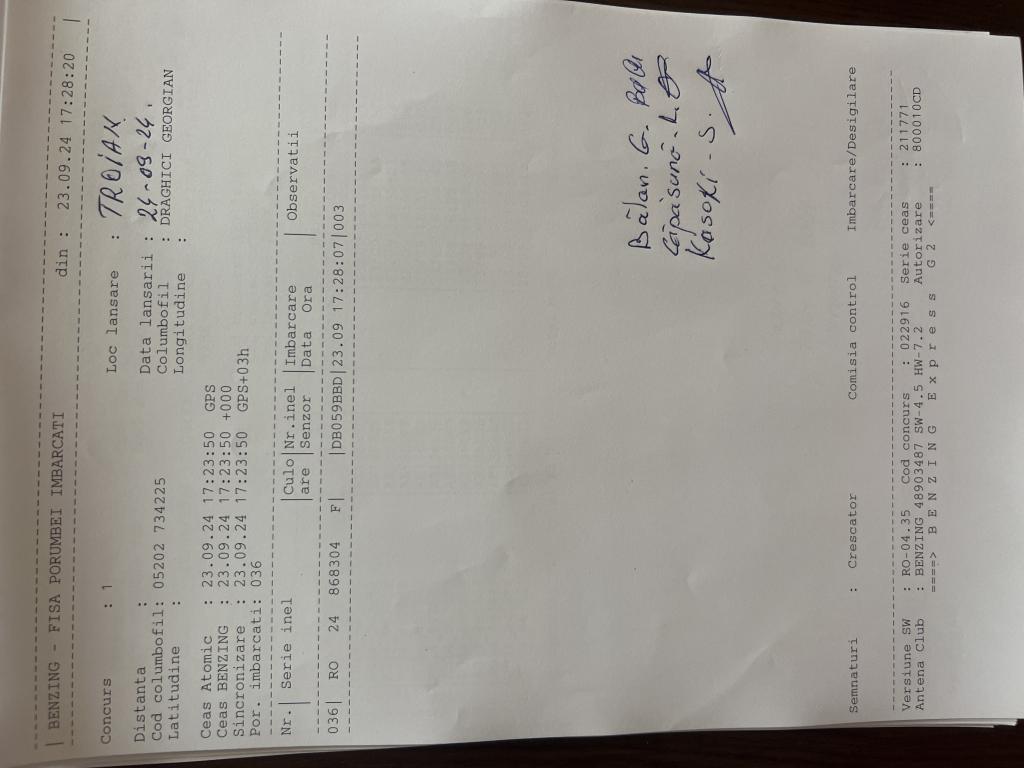 | BENZING - FISA PORUMBEI IMBARCATI din : 23.09.24 17:28:20 |
Concurs : 1 Loc lansare : TROIAN
Distanta : Data lansarii : 24-09-24.
Cod columbofil: 05202 734225 Columbofil : DRAGHICI GEORGIAN
Latitudine : Longitudine :
Ceas Atomic : 23.09.24 17:23:50 GPS
Ceas BENZING : 23.09.24 17:23:50 +000
Sincronizare : 23.09.24 17:23:50 GPS+03h
Por. imbarcati: 036
Nr.| Serie inel |Culo|Nr.inel |Imbarcare | Observatii
|are |Senzor |Data Ora |
036| RO 24 868304 F| |DB059BBD|23.09 17:28:07|003
Bălan. G.
Căpăsună-L.
Kasoki - S.
Semnaturi : Crescator Comisia control Imbarcare/Desigilare
Versiune SW : RO-04.35 Cod concurs : 022916 Serie ceas : 211771
Antena Club : BENZING 48903487 SW-4.5 HW-7.2 Autorizare : 800010CD
====> B E N Z I N G E x p r e s s G 2 <====